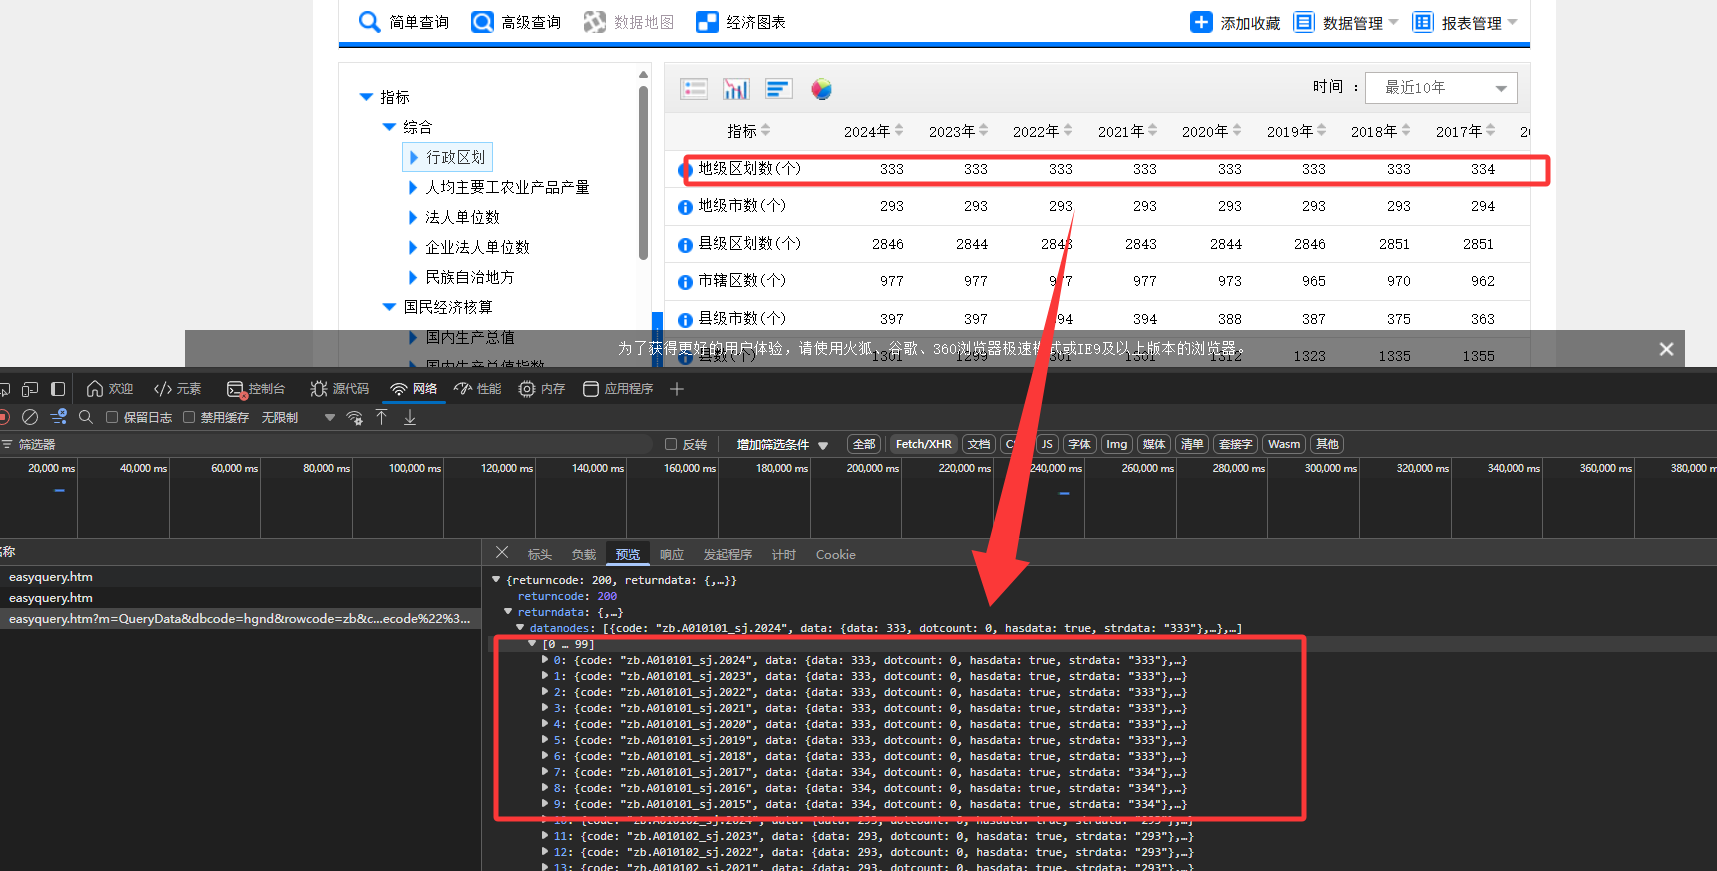 简单查询 高级查询 数据地图 经济图表 添加收藏 数据管理 报表管理
指标
综合
行政区划
人均主要工农业产品产量
法人单位数
企业法人单位数
民族自治地方
国民经济核算
国内生产总值
国内生产总值指数
时间 : 最近10年
指标 2024年 2023年 2022年 2021年 2020年 2019年 2018年 2017年
地级区划数(个) 333 333 333 333 333 333 333 334
地级市数(个) 293 293 293 293 293 293 293 294
县级区划数(个) 2846 2844 2843 2843 2844 2846 2851 2851
市辖区数(个) 977 977 977 977 973 965 970 962
县级市数(个) 397 397 394 394 388 387 375 363
县数(个) 1301 1299 1301 1301 1312 1323 1335 1355
为了获得更好的用户体验，请使用火狐、谷歌、360浏览器极速模式或IE9及以上版本的浏览器。
欢迎 元素 控制台 源代码 网络 性能 内存 应用程序
保留日志 禁用缓存 无限制
筛选器 反转 增加筛选条件 全部 Fetch/XHR 文档 JS 字体 Img 媒体 清单 套接字 Wasm 其他
20,000 ms 40,000 ms 60,000 ms 80,000 ms 100,000 ms 120,000 ms 140,000 ms 160,000 ms 180,000 ms 200,000 ms 220,000 ms 240,000 ms 260,000 ms 280,000 ms 300,000 ms 320,000 ms 340,000 ms 360,000 ms 380,000 m
名称
easyquery.htm
easyquery.htm
easyquery.htm?m=QueryData&dbcode=hgnd&rowcode=zb&c...ecode%22%3...
标头 负载 预览 响应 发起程序 计时 Cookie
{returncode: 200, returndata: {,…}}
returncode: 200
returndata: {,…}
datanodes: [{code: "zb.A010101_sj.2024", data: {data: 333, dotcount: 0, hasdata: true, strdata: "333"},…},…]
[0 … 99]
0: {code: "zb.A010101_sj.2024", data: {data: 333, dotcount: 0, hasdata: true, strdata: "333"},…}
1: {code: "zb.A010101_sj.2023", data: {data: 333, dotcount: 0, hasdata: true, strdata: "333"},…}
2: {code: "zb.A010101_sj.2022", data: {data: 333, dotcount: 0, hasdata: true, strdata: "333"},…}
3: {code: "zb.A010101_sj.2021", data: {data: 333, dotcount: 0, hasdata: true, strdata: "333"},…}
4: {code: "zb.A010101_sj.2020", data: {data: 333, dotcount: 0, hasdata: true, strdata: "333"},…}
5: {code: "zb.A010101_sj.2019", data: {data: 333, dotcount: 0, hasdata: true, strdata: "333"},…}
6: {code: "zb.A010101_sj.2018", data: {data: 333, dotcount: 0, hasdata: true, strdata: "333"},…}
7: {code: "zb.A010101_sj.2017", data: {data: 334, dotcount: 0, hasdata: true, strdata: "334"},…}
8: {code: "zb.A010101_sj.2016", data: {data: 334, dotcount: 0, hasdata: true, strdata: "334"},…}
9: {code: "zb.A010101_sj.2015", data: {data: 334, dotcount: 0, hasdata: true, strdata: "334"},…}
10: {code: "zb.A010102_sj.2024", data: {data: 293, dotcount: 0, hasdata: true, strdata: "293"},…}
11: {code: "zb.A010102_sj.2023", data: {data: 293, dotcount: 0, hasdata: true, strdata: "293"},…}
12: {code: "zb.A010102_sj.2022", data: {data: 293, dotcount: 0, hasdata: true, strdata: "293"},…}
13: {code: "zb.A010102_sj.2021", data: {data: 293, dotcount: 0, hasdata: true, strdata: "293"},…}